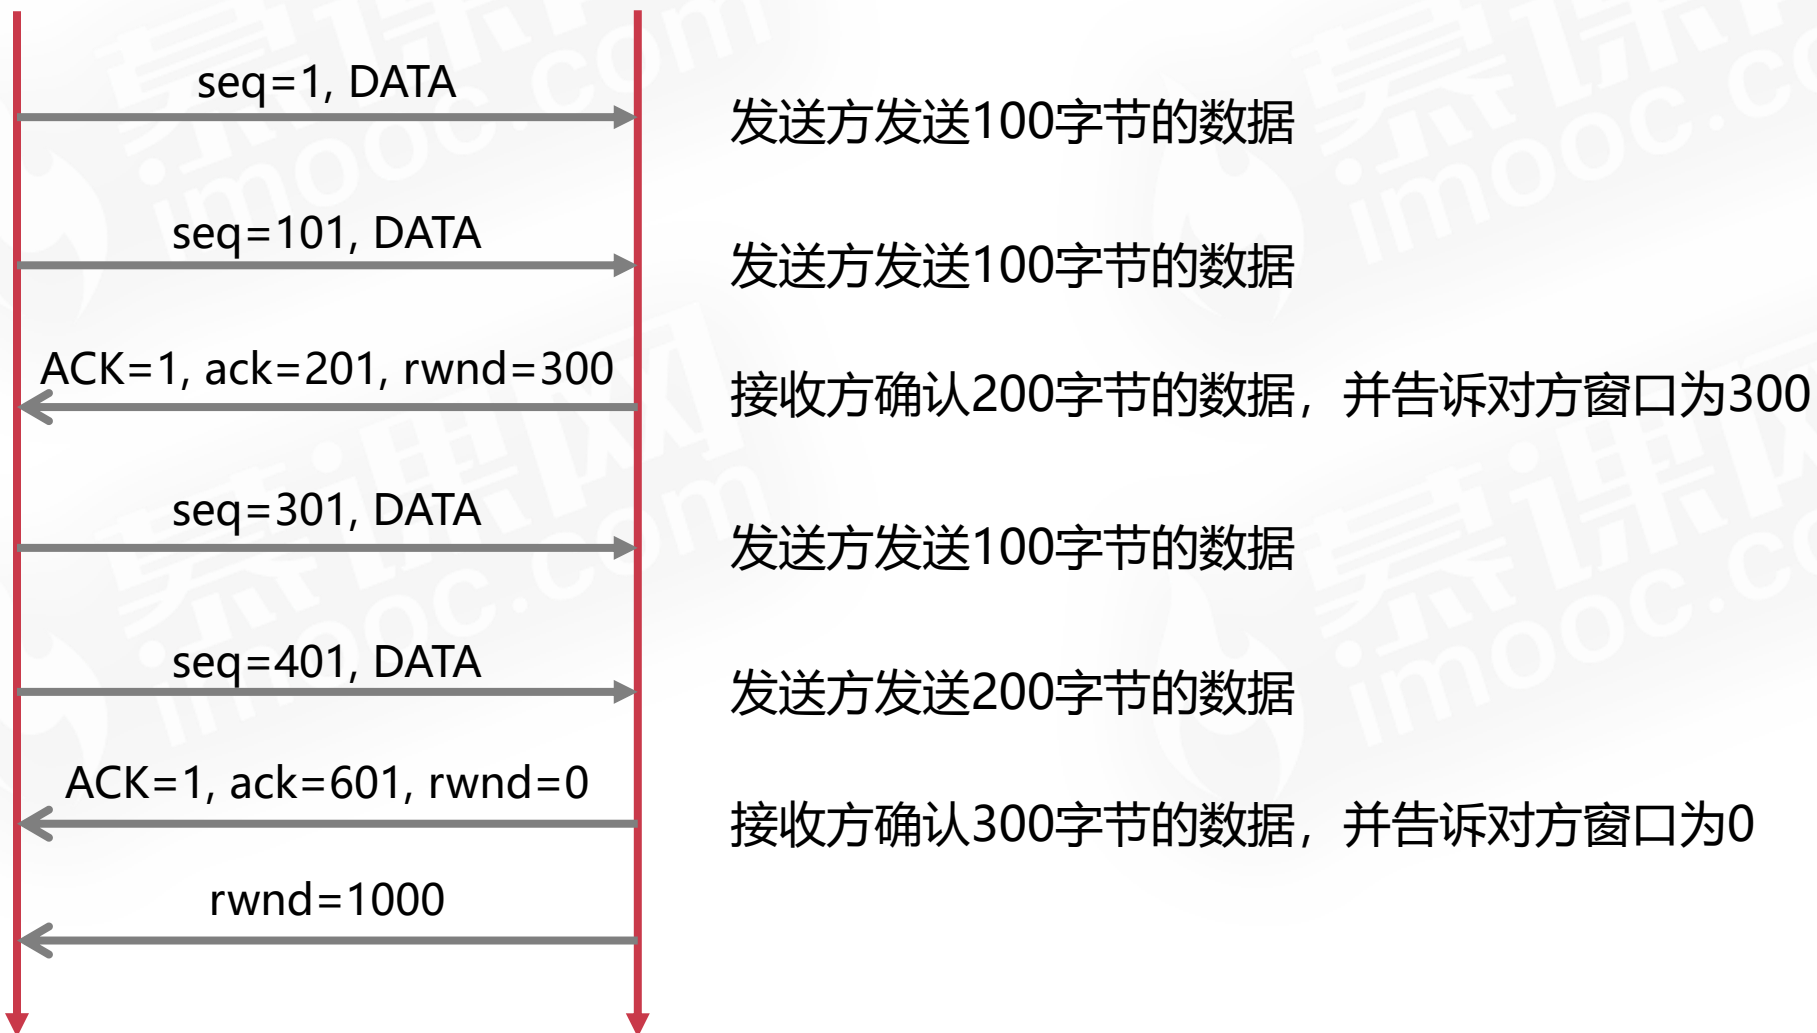 seq=1, DATA
发送方发送100字节的数据
seq=101, DATA
发送方发送100字节的数据
ACK=1, ack=201, rwnd=300
接收方确认200字节的数据，并告诉对方窗口为300
seq=301, DATA
发送方发送100字节的数据
seq=401, DATA
发送方发送200字节的数据
ACK=1, ack=601, rwnd=0
接收方确认300字节的数据，并告诉对方窗口为0
rwnd=1000
慕课网
imooc.com